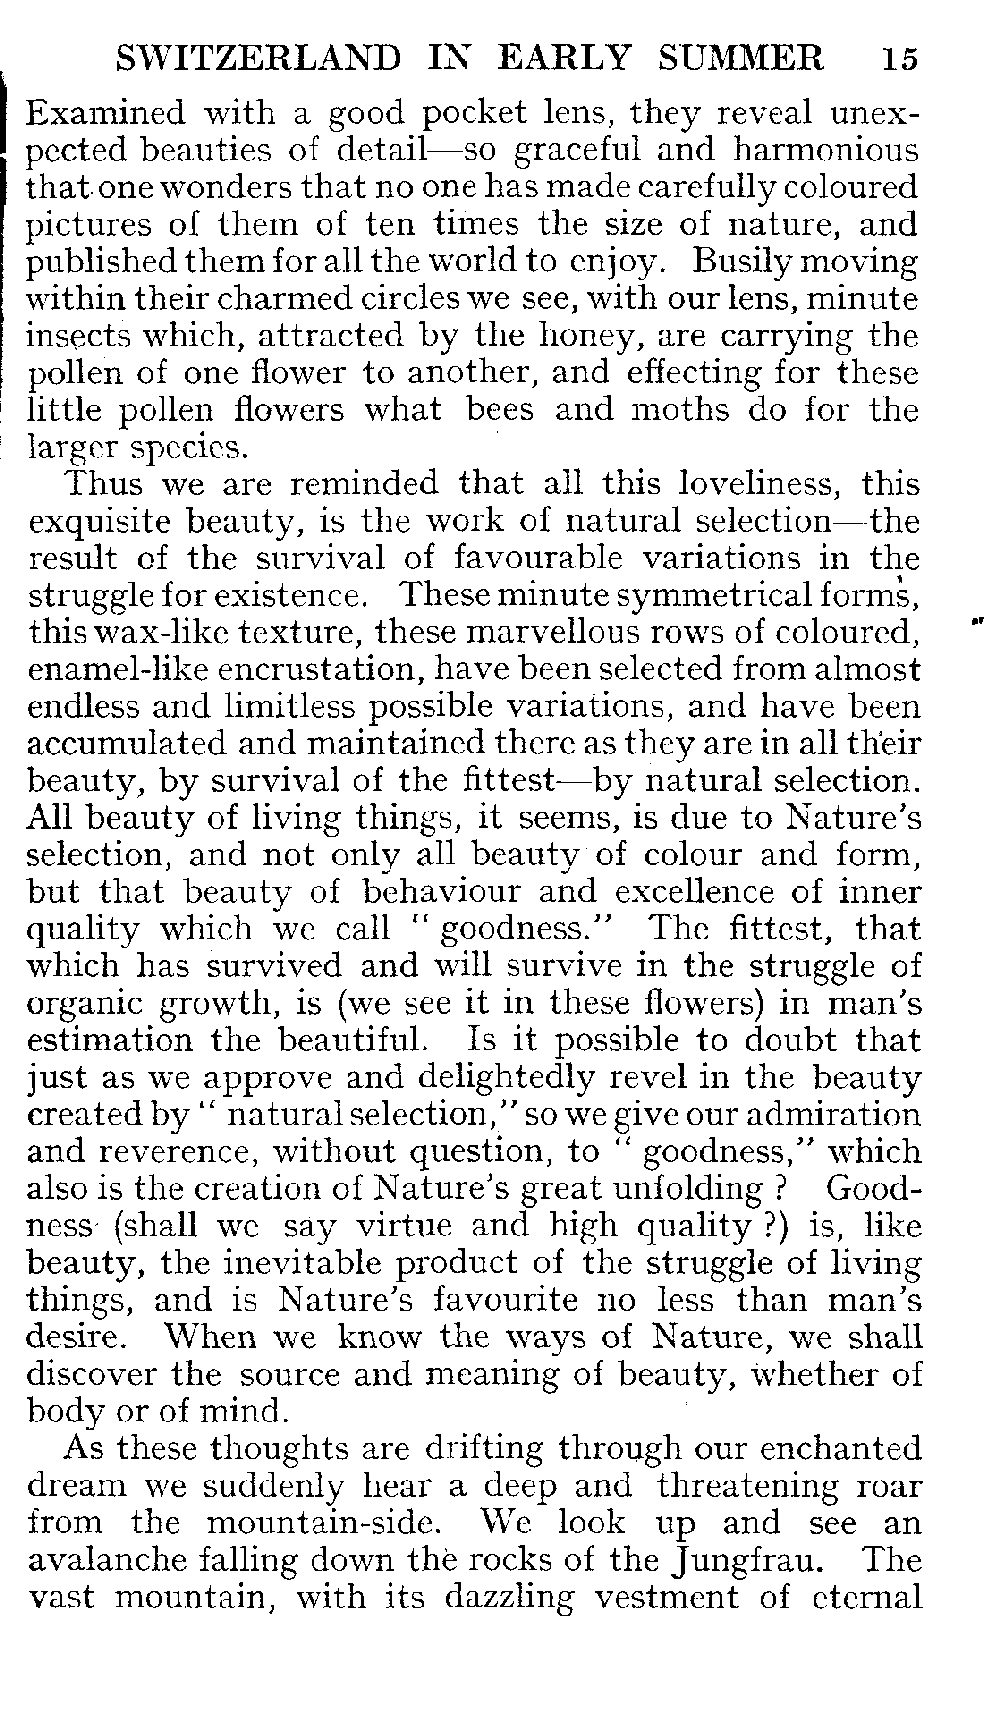 SWITZERLAND IN EARLY SUMMER 15
Examined with a good pocket lens, they reveal unex-
pected beauties of detail—so graceful and harmonious
that one wonders that no one has made carefully coloured
pictures of them of ten times the size of nature, and
published them for all the world to enjoy. Busily moving
within their charmed circles we see, with our lens, minute
insects which, attracted by the honey, are carrying the
pollen of one flower to another, and effecting for these
little pollen flowers what bees and moths do for the
larger species.
Thus we are reminded that all this loveliness, this
exquisite beauty, is the work of natural selection—the
result of the survival of favourable variations in the
struggle for existence. These minute symmetrical forms,
this wax-like texture, these marvellous rows of coloured,
enamel-like encrustation, have been selected from almost
endless and limitless possible variations, and have been
accumulated and maintained there as they are in all their
beauty, by survival of the fittest—by natural selection.
All beauty of living things, it seems, is due to Nature's
selection, and not only all beauty of colour and form,
but that beauty of behaviour and excellence of inner
quality which we call "goodness." The fittest, that
which has survived and will survive in the struggle of
organic growth, is (we see it in these flowers) in man's
estimation the beautiful. Is it possible to doubt that
just as we approve and delightedly revel in the beauty
created by "natural selection," so we give our admiration
and reverence, without question, to "goodness," which
also is the creation of Nature's great unfolding? Good-
ness (shall we say virtue and high quality?) is, like
beauty, the inevitable product of the struggle of living
things, and is Nature's favourite no less than man's
desire. When we know the ways of Nature, we shall
discover the source and meaning of beauty, whether of
body or of mind.
As these thoughts are drifting through our enchanted
dream we suddenly hear a deep and threatening roar
from the mountain-side. We look up and see an
avalanche falling down the rocks of the Jungfrau. The
vast mountain, with its dazzling vestment of eternal